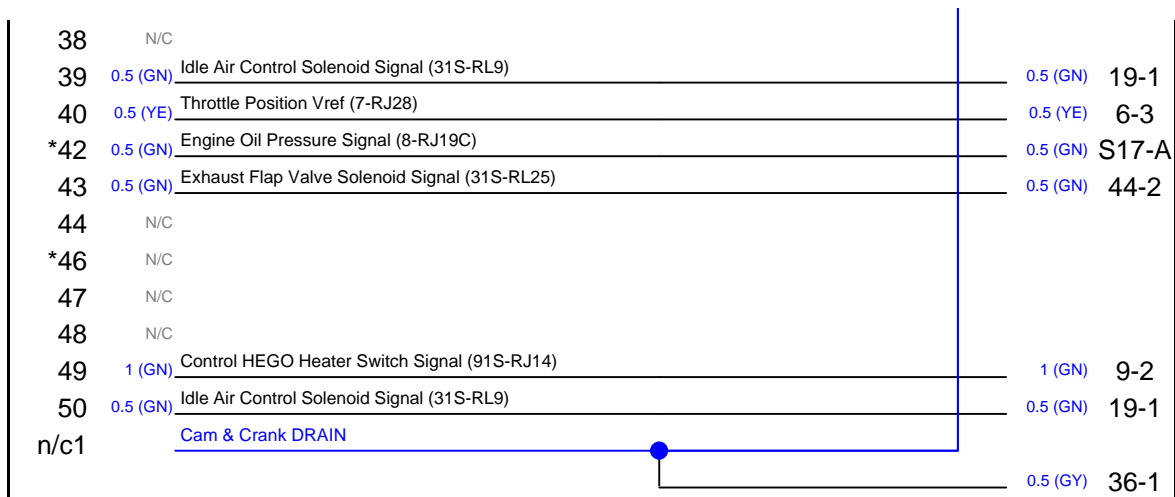 38 N/C
39 0.5 (GN) Idle Air Control Solenoid Signal (31S-RL9) 0.5 (GN) 19-1
40 0.5 (YE) Throttle Position Vref (7-RJ28) 0.5 (YE) 6-3
*42 0.5 (GN) Engine Oil Pressure Signal (8-RJ19C) 0.5 (GN) S17-A
43 0.5 (GN) Exhaust Flap Valve Solenoid Signal (31S-RL25) 0.5 (GN) 44-2
44 N/C
*46 N/C
47 N/C
48 N/C
49 1 (GN) Control HEGO Heater Switch Signal (91S-RJ14) 1 (GN) 9-2
50 0.5 (GN) Idle Air Control Solenoid Signal (31S-RL9) 0.5 (GN) 19-1
n/c1 Cam & Crank DRAIN
0.5 (GY) 36-1